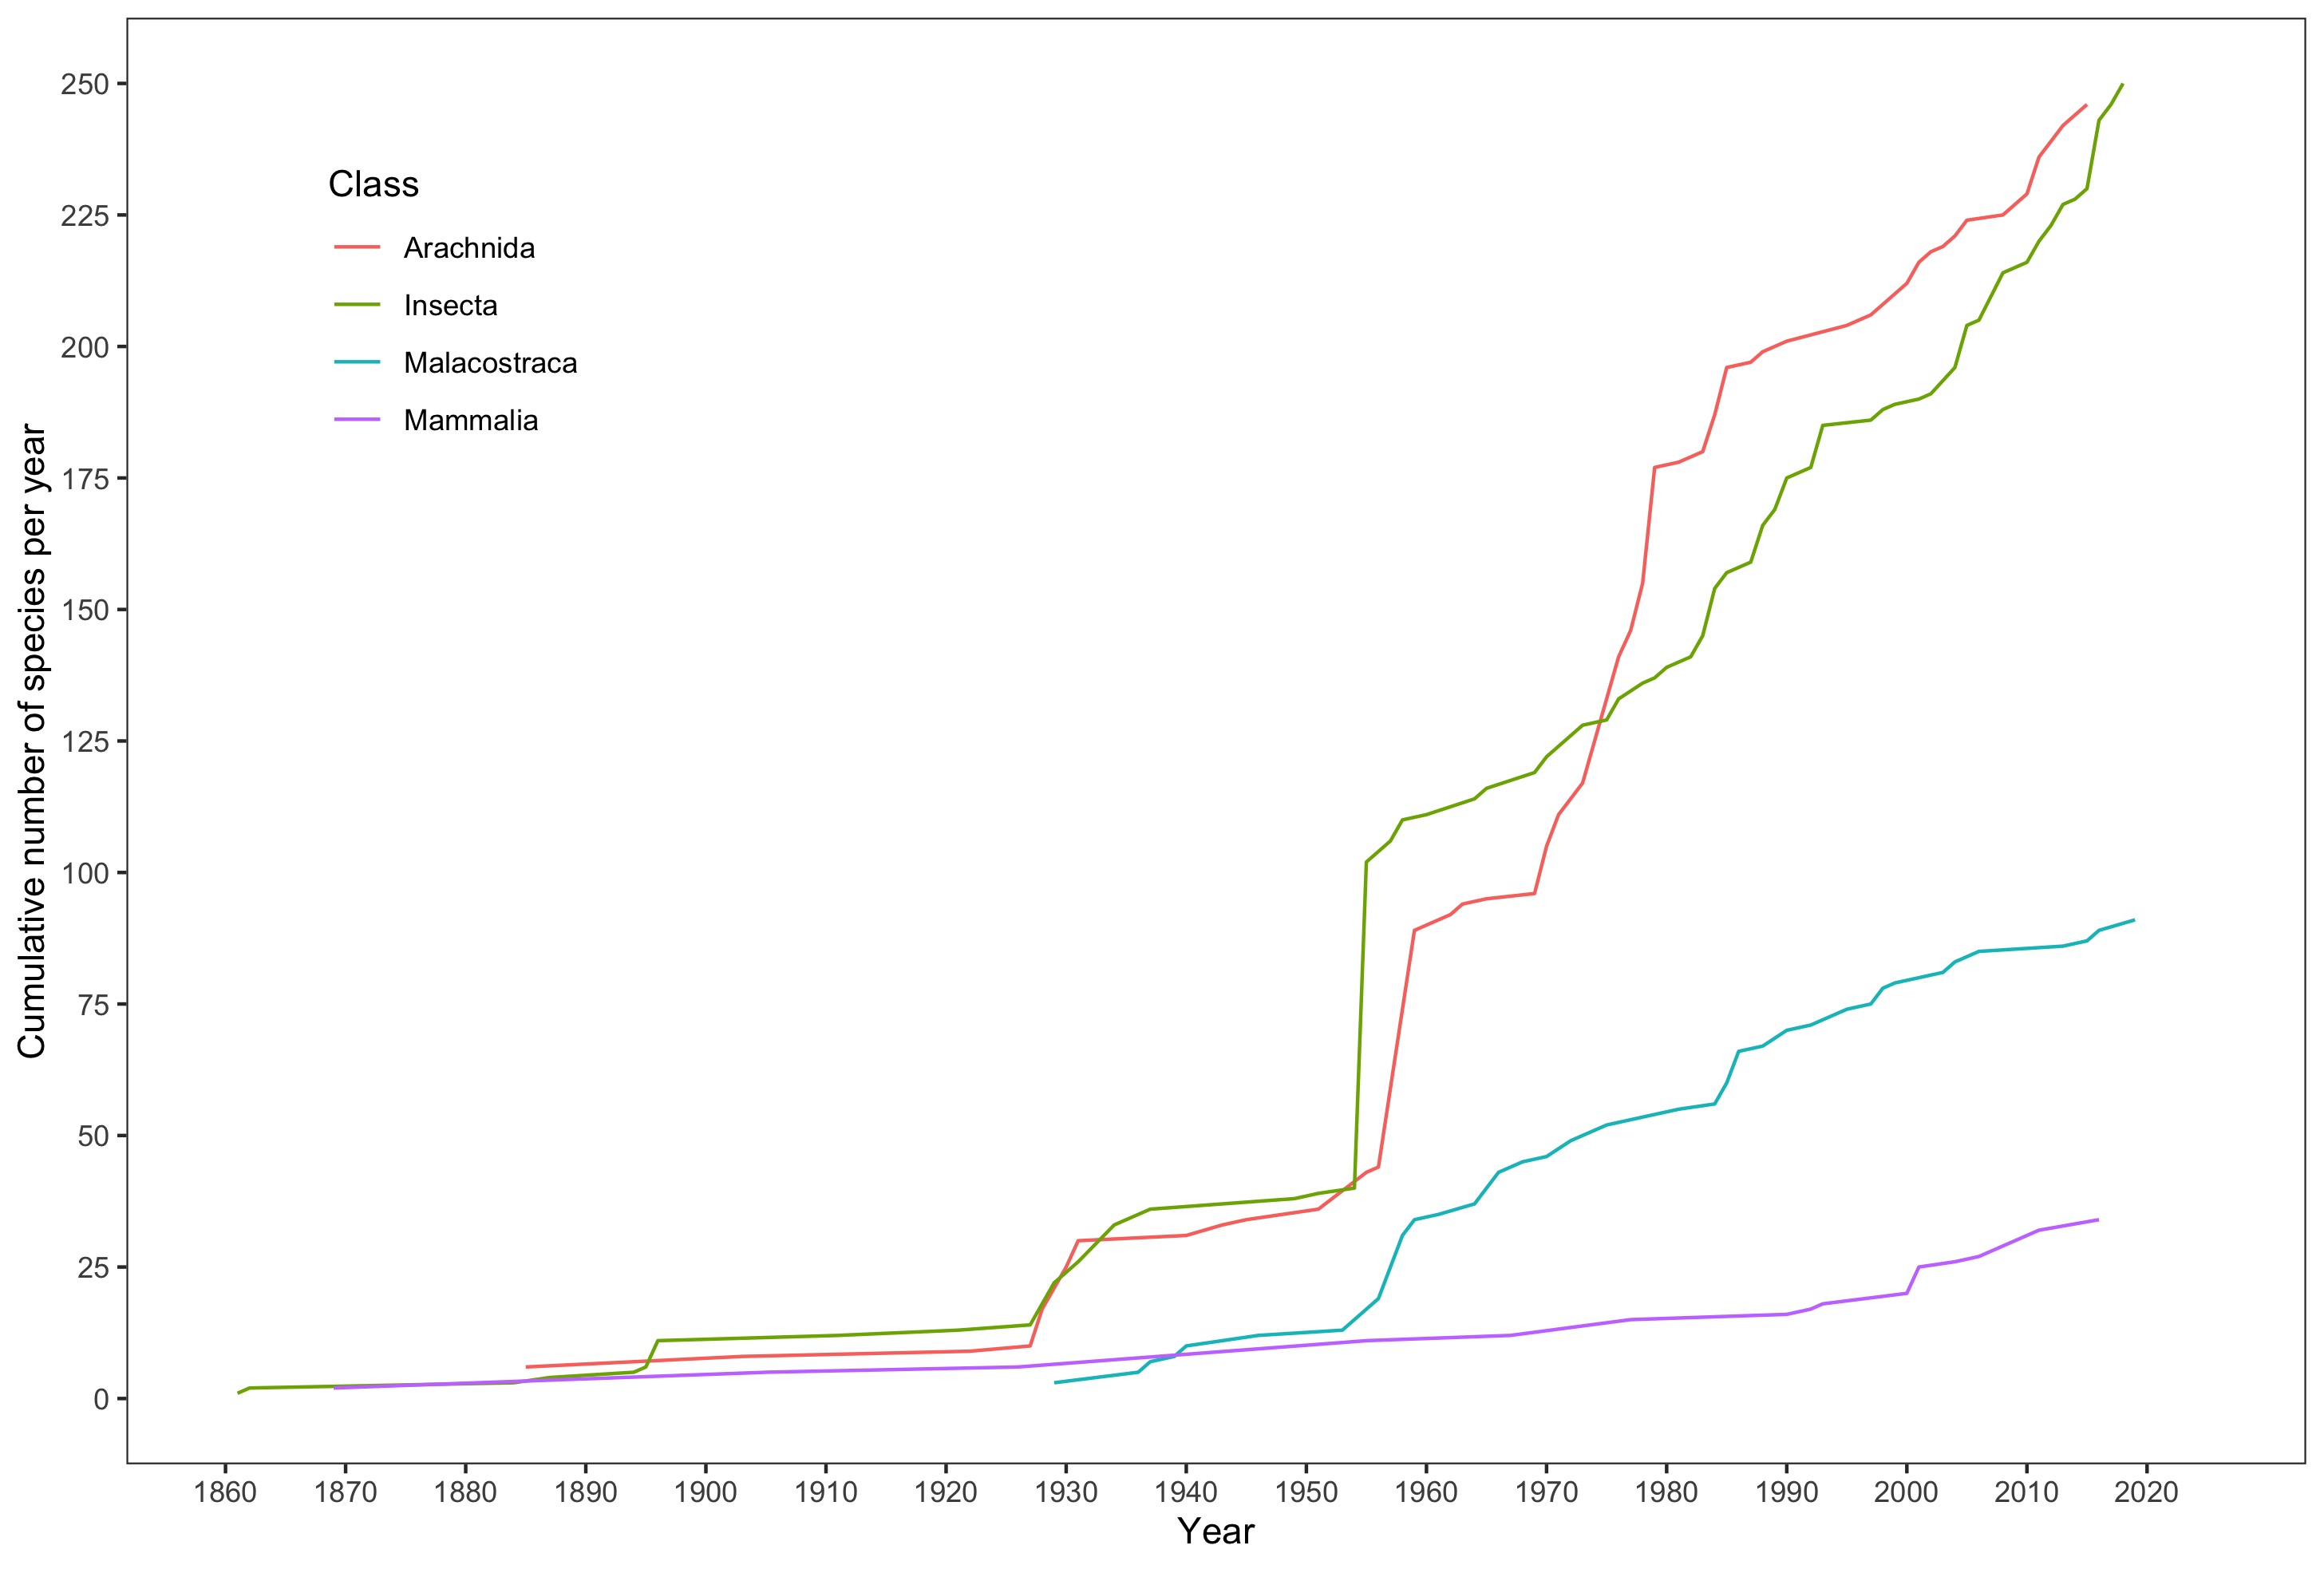 Cumulative number of species per year
250
225
200
175
150
125
100
75
50
25
0
Class
Arachnida
Insecta
Malacostraca
Mammalia
1860 1870 1880 1890 1900 1910 1920 1930 1940 1950 1960 1970 1980 1990 2000 2010 2020
Year